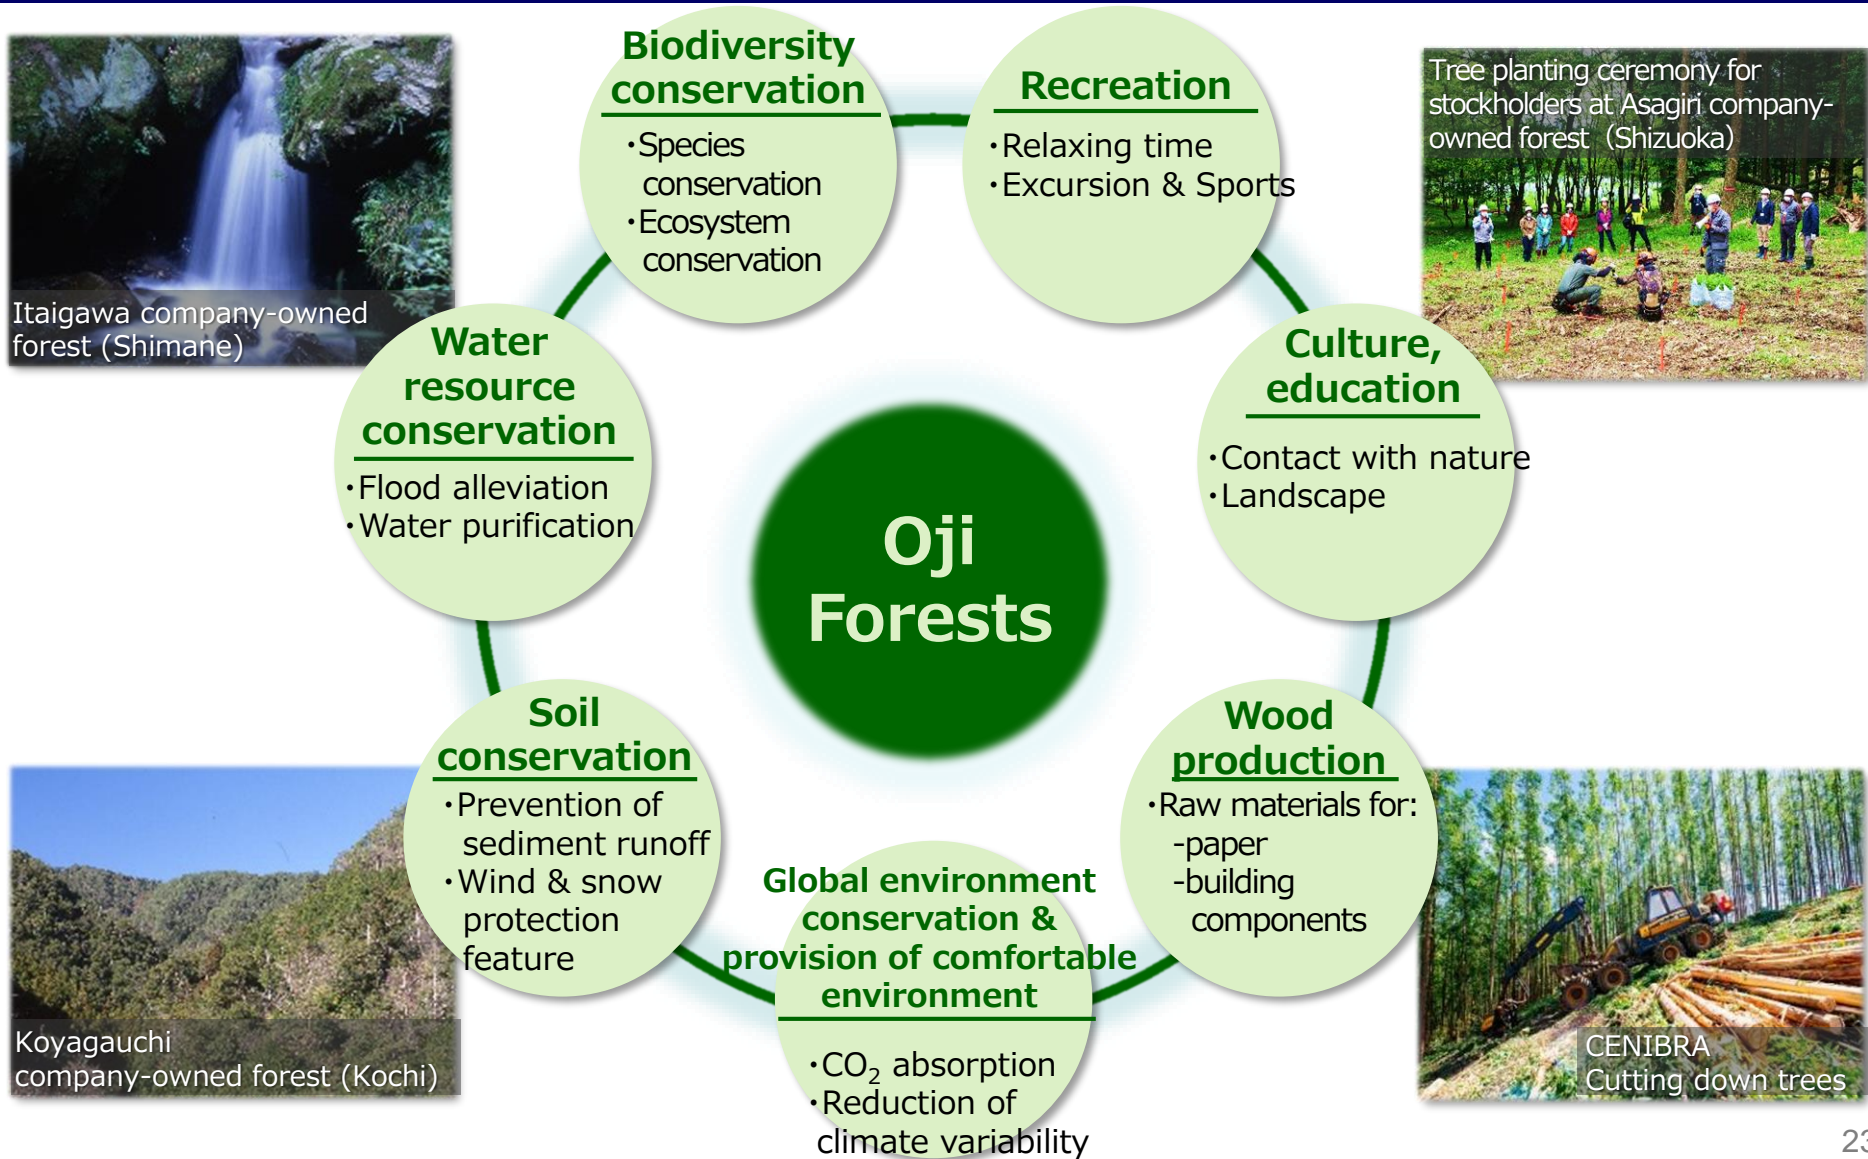 Biodiversity
conservation
・Species
conservation
・Ecosystem
conservation
Recreation
・Relaxing time
・Excursion & Sports
Tree planting ceremony for
stockholders at Asagiri company-
owned forest (Shizuoka)
Itaigawa company-owned
forest (Shimane)
Water
resource
conservation
・Flood alleviation
・Water purification
Culture,
education
・Contact with nature
・Landscape
Oji
Forests
Soil
conservation
・Prevention of
sediment runoff
・Wind & snow
protection
feature
Wood
production
・Raw materials for:
-paper
-building
components
Global environment
conservation &
provision of comfortable
environment
・CO₂ absorption
・Reduction of
climate variability
Koyagauchi
company-owned forest (Kochi)
CENIBRA
Cutting down trees
23